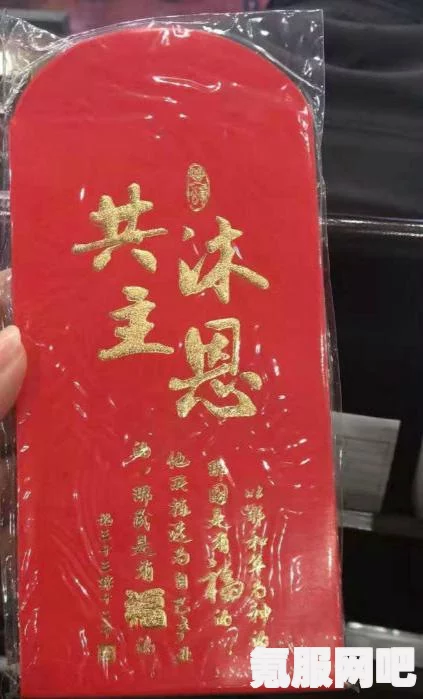 沐恩
共主
以耶和华为神的
那国是有福的！
他所拣选为自己产业
的，那民是有福的
三十三篇十二节
氪服网吧